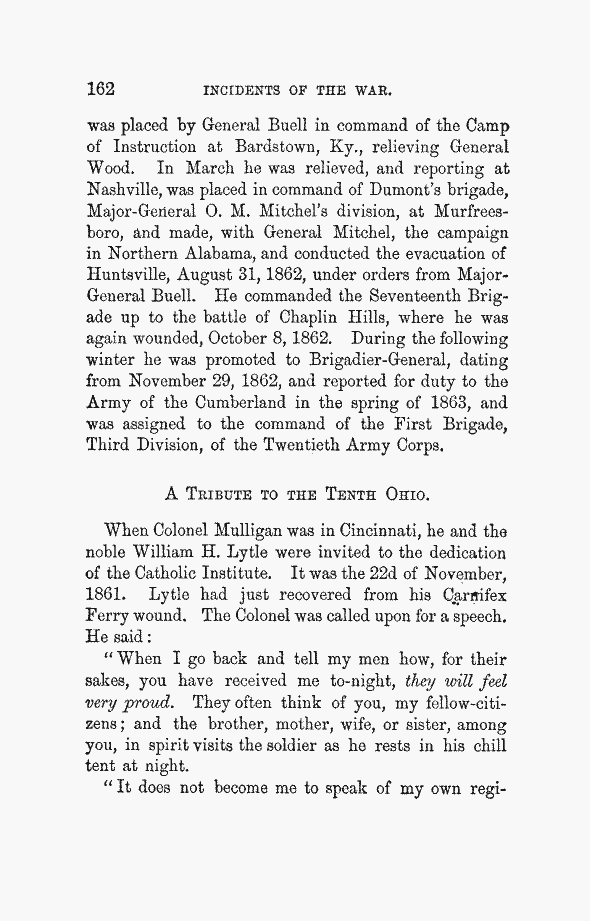 162 INCIDENTS OF THE WAR.
was placed by General Buell in command of the Camp
of Instruction at Bardstown, Ky., relieving General
Wood. In March he was relieved, and reporting at
Nashville, was placed in command of Dumont's brigade,
Major-General O. M. Mitchel's division, at Murfrees-
boro, and made, with General Mitchel, the campaign
in Northern Alabama, and conducted the evacuation of
Huntsville, August 31, 1862, under orders from Major-
General Buell. He commanded the Seventeenth Brig-
ade up to the battle of Chaplin Hills, where he was
again wounded, October 8, 1862. During the following
winter he was promoted to Brigadier-General, dating
from November 29, 1862, and reported for duty to the
Army of the Cumberland in the spring of 1863, and
was assigned to the command of the First Brigade,
Third Division, of the Twentieth Army Corps.
A TRIBUTE TO THE TENTH OHIO.
When Colonel Mulligan was in Cincinnati, he and the
noble William H. Lytle were invited to the dedication
of the Catholic Institute. It was the 22d of November,
1861. Lytle had just recovered from his Carnifex
Ferry wound. The Colonel was called upon for a speech.
He said:
"When I go back and tell my men how, for their
sakes, you have received me to-night, they will feel
very proud. They often think of you, my fellow-citi-
zens; and the brother, mother, wife, or sister, among
you, in spirit visits the soldier as he rests in his chill
tent at night.
"It does not become me to speak of my own regi-